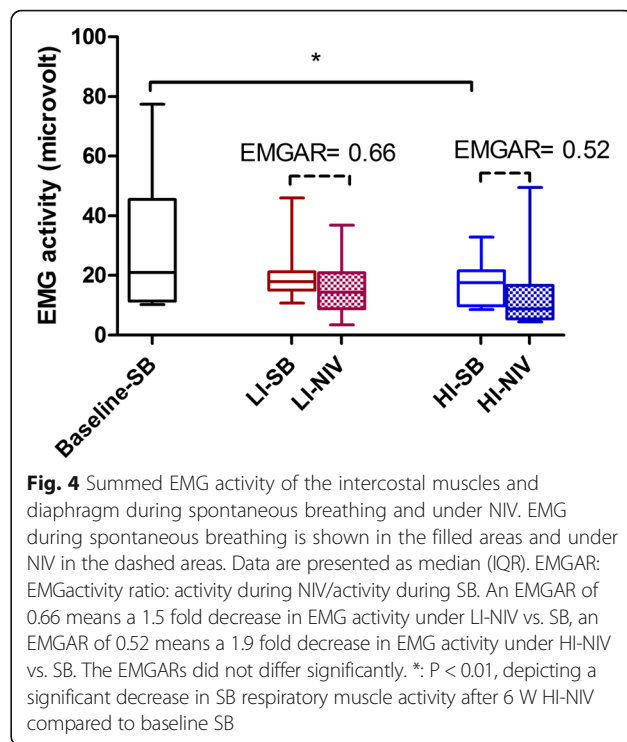 *
100
80
60
40
20
0
EMG activity (microvolt)
EMGAR= 0.66
EMGAR= 0.52
Baseline-SB
LI-SB
LI-NIV
HI-SB
HI-NIV
Fig. 4 Summed EMG activity of the intercostal muscles and
diaphragm during spontaneous breathing and under NIV. EMG
during spontaneous breathing is shown in the filled areas and under
NIV in the dashed areas. Data are presented as median (IQR). EMGAR:
EMGactivity ratio: activity during NIV/activity during SB. An EMGAR of
0.66 means a 1.5 fold decrease in EMG activity under LI-NIV vs. SB, an
EMGAR of 0.52 means a 1.9 fold decrease in EMG activity under HI-NIV
vs. SB. The EMGARs did not differ significantly. *: P < 0.01, depicting a
significant decrease in SB respiratory muscle activity after 6 W HI-NIV
compared to baseline SB